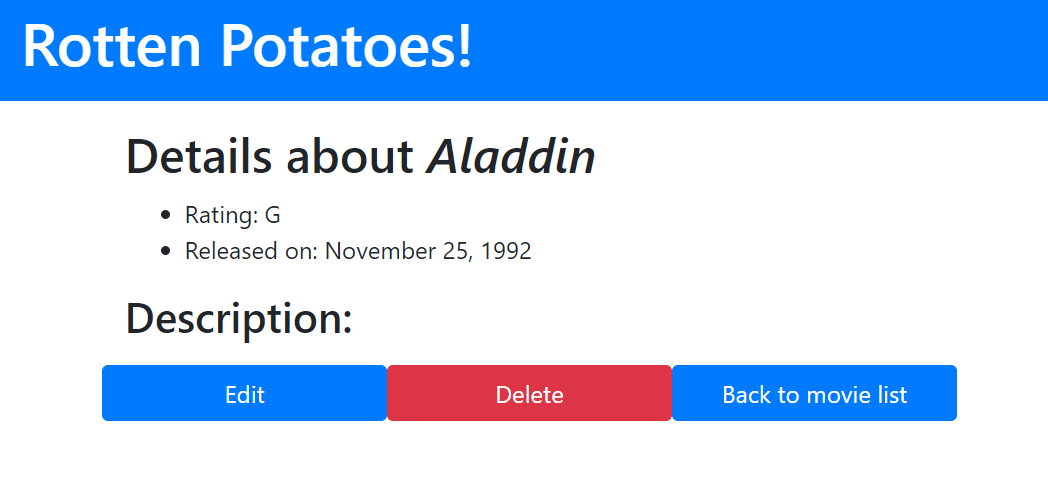 Rotten Potatoes!
Details about Aladdin
Rating: G
Released on: November 25, 1992
Description:
Edit
Delete
Back to movie list